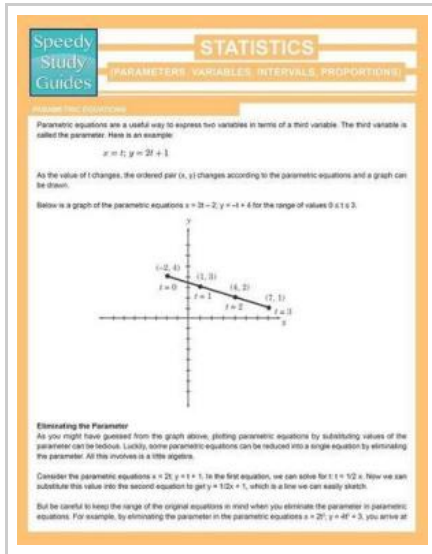 Speedy
Study
Guides
STATISTICS
(PARAMETERS, VARIABLES, INTERVALS, PROPORTIONS)
PARAMETRIC EQUATIONS
Parametric equations are a useful way to express two variables in terms of a third variable. The third variable is
called the parameter. Here is an example:
x = t; y = 2t + 1
As the value of t changes, the ordered pair (x, y) changes according to the parametric equations and a graph can
be drawn.
Below is a graph of the parametric equations x = 3t – 2; y = –t + 4 for the range of values 0 ≤ t ≤ 3.
y
(-2, 4)
t = 0
(1, 3)
t = 1
(4, 2)
t = 2
(7, 1)
t = 3
x
Eliminating the Parameter
As you might have guessed from the graph above, plotting parametric equations by substituting values of the
parameter can be tedious. Luckily, some parametric equations can be reduced into a single equation by eliminating
the parameter. All this involves is a little algebra.
Consider the parametric equations x = 2t; y = t + 1. In the first equation, we can solve for t: t = 1/2 x. Now we can
substitute this value into the second equation to get y = 1/2x + 1, which is a line we can easily sketch.
But be careful to keep the range of the original equations in mind when you eliminate the parameter in parametric
equations. For example, by eliminating the parameter in the parametric equations x = 2t²; y = 4t² + 3, you arrive at